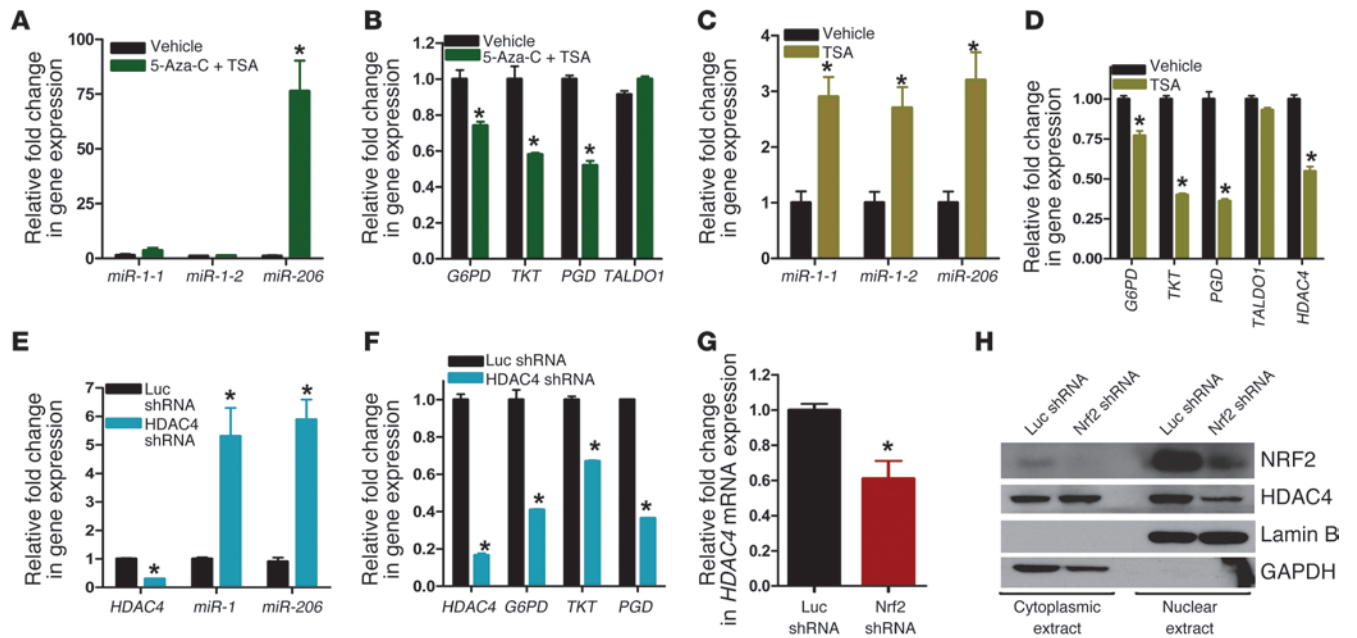 A
Relative fold change
in gene expression
100
75
50
25
0
Vehicle
5-Aza-C + TSA
*
miR-1-1 miR-1-2 miR-206
B
Relative fold change
in gene expression
1.2
1.0
0.8
0.6
0.4
0.2
0.0
Vehicle
5-Aza-C + TSA
* * *
G6PD TKT PGD TALDO1
C
Relative fold change
in gene expression
4
3
2
1
0
Vehicle
TSA
* * *
miR-1-1 miR-1-2 miR-206
D
Relative fold change
in gene expression
1.00
0.75
0.50
0.25
0.00
Vehicle
TSA
* * * *
G6PD
TKT
PGD
TALDO1
HDAC4
E
Relative fold change
in gene expression
7
6
5
4
3
2
1
0
Luc
shRNA
HDAC4
shRNA
* * *
HDAC4 miR-1 miR-206
F
Relative fold change
in gene expression
1.2
1.0
0.8
0.6
0.4
0.2
0.0
Luc shRNA
HDAC4 shRNA
* * * *
HDAC4 G6PD TKT PGD
G
Relative fold change
in HDAC4 mRNA expression
1.2
1.0
0.8
0.6
0.4
0.2
0.0
*
Luc
shRNA
Nrf2
shRNA
H
Luc shRNA
Nrf2 shRNA
Luc shRNA
Nrf2 shRNA
NRF2
HDAC4
Lamin B
GAPDH
Cytoplasmic
extract
Nuclear
extract